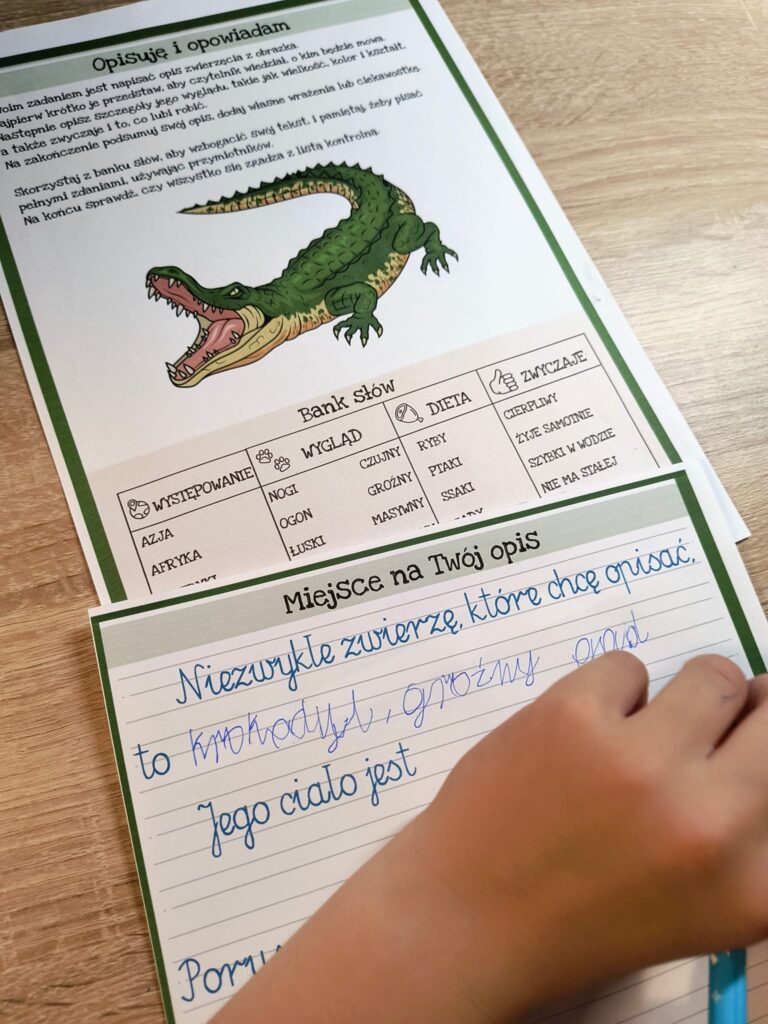 Opisuję i opowiadam
woim zadaniem jest napisać opis zwierzęcia z obrazka.
ajpierw krótko je przedstaw, aby czytelnik wiedział, o kim będzie mowa.
Następnie opisz szczegóły jego wyglądu, takie jak wielkość, kolor i kształt,
a także zwyczaje i to, co lubi robić.
Na zakończenie podsumuj swój opis, dodaj własne wrażenia lub ciekawostkę.
Skorzystaj z banku słów, aby wzbogacić swój tekst, i pamiętaj, żeby pisać
pełnymi zdaniami, używając przymiotników.
Na końcu sprawdź, czy wszystko się zgadza z listą kontrolną.
Bank słów
WYSTĘPOWANIE WYGLĄD DIETA ZWYCZAJE
AZJA NOGI CZUJNY RYBY CIERPLIWY
AFRYKA OGON GROŹNY PTAKI ŻYJE SAMOTNIE
ŁUSKI MASYWNY SSAKI SZYBKI W WODZIE
NIE MA STAŁEJ
Miejsce na Twój opis
Niezwykłe zwierzę, które chcę opisać,
to krokodyl, groźny
Jego ciało jest
Poru